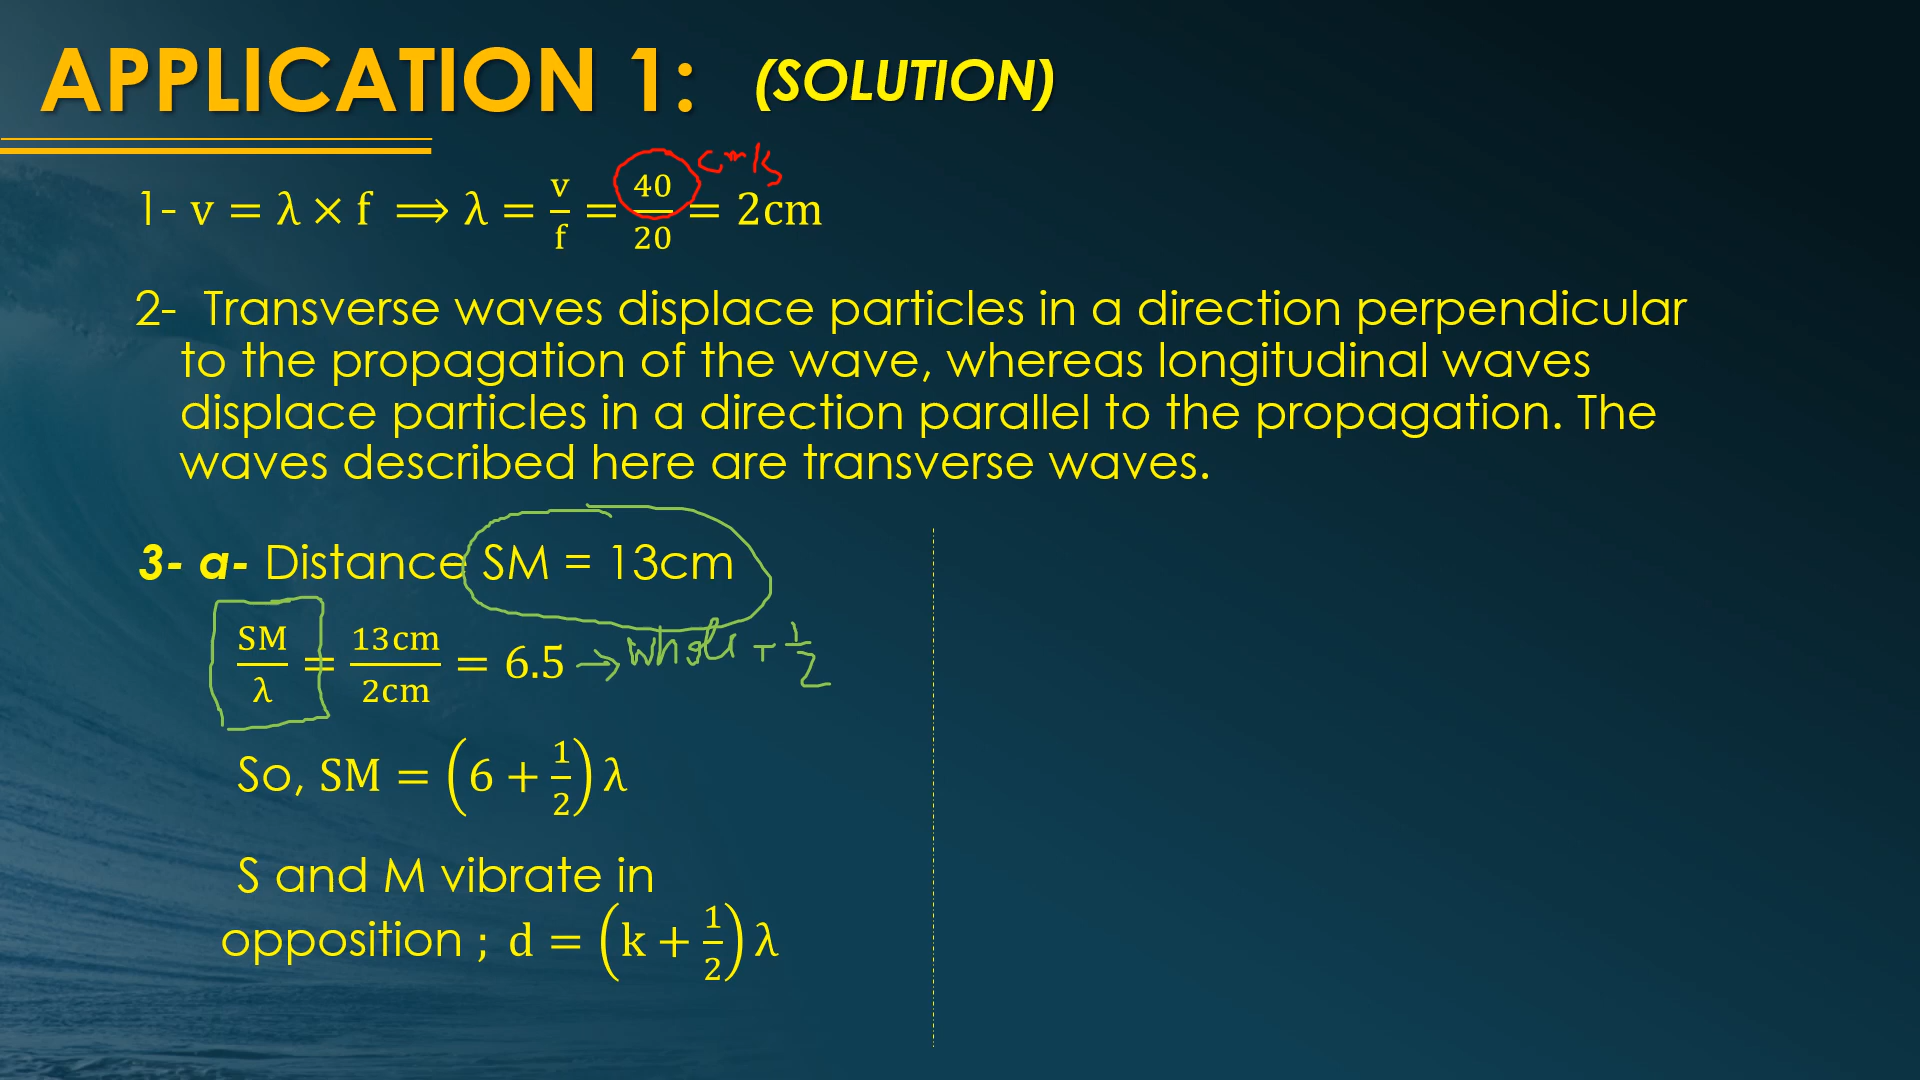 APPLICATION 1: (SOLUTION)
cm/s
1- v = λ × f ⟹ λ = v/f = 40/20 = 2cm
2- Transverse waves displace particles in a direction perpendicular
to the propagation of the wave, whereas longitudinal waves
displace particles in a direction parallel to the propagation. The
waves described here are transverse waves.
3- a- Distance SM = 13cm
SM/λ = 13cm/2cm = 6.5 → whole + 1/2
So, SM = (6 + 1/2) λ
S and M vibrate in
opposition ; d = (k + 1/2) λ